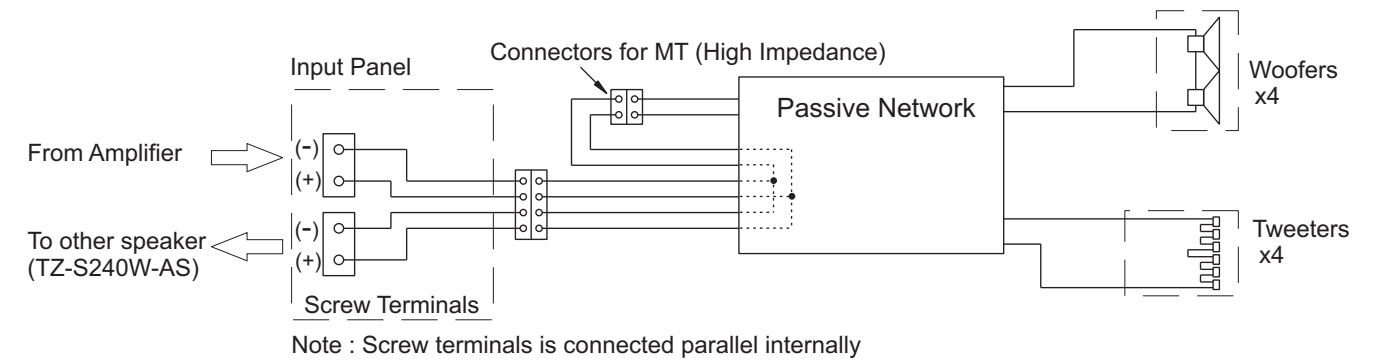 Connectors for MT (High Impedance)
Input Panel
Passive Network
Woofers
x4
From Amplifier
(-)
(+)
To other speaker
(TZ-S240W-AS)
(-)
(+)
Tweeters
x4
Screw Terminals
Note : Screw terminals is connected parallel internally